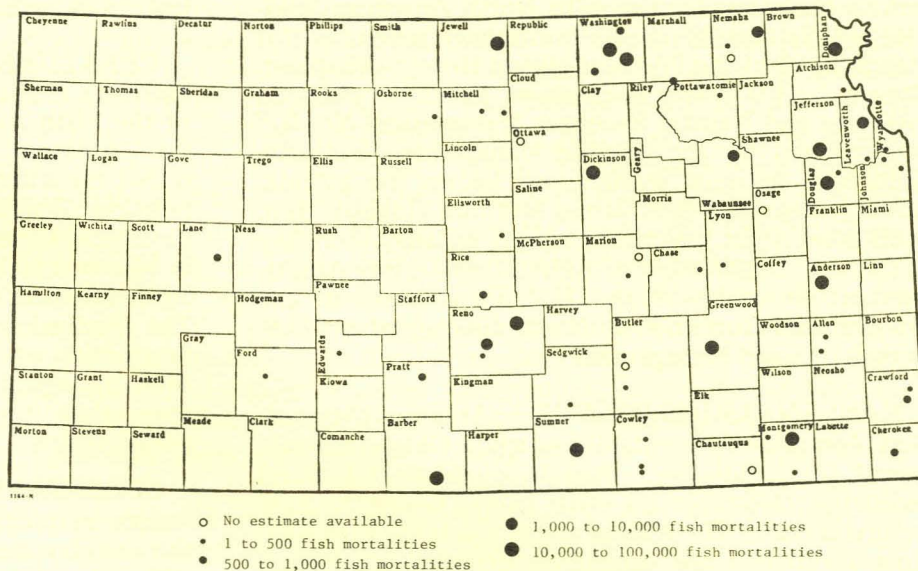 Cheyenne Rawlins Decatur Norton Phillips Smith Jewell Republic Washington Marshall Nemaha Brown Doniphan
Atchison
Sherman Thomas Sheridan Graham Rooks Osborne Mitchell Cloud Clay Riley Pottawatomie Jackson
Jefferson Leavenworth Wyandotte
Lincoln Ottawa
Wallace Logan Gove Trego Ellis Russell Dickinson Geary Shawnee
Saline
Ellsworth Morris Wabaunsee Osage Douglas Johnson
Greeley Wichita Scott Lane Ness Rush Barton McPherson Marion Chase Lyon Franklin Miami
Rice
Coffey Anderson Linn
Hamilton Kearny Finney Hodgeman Pawnee Stafford Reno Harvey Butler Greenwood
Woodson Allen Bourbon
Gray Ford Edwards Pratt Kingman Sedgwick
Stanton Grant Haskell Kiowa Elk Wilson Neosho Crawford
Morton Stevens Seward Meade Clark Comanche Barber Harper Sumner Cowley Chautauqua Montgomery Labette Cherokee
No estimate available
1 to 500 fish mortalities
500 to 1,000 fish mortalities
1,000 to 10,000 fish mortalities
10,000 to 100,000 fish mortalities